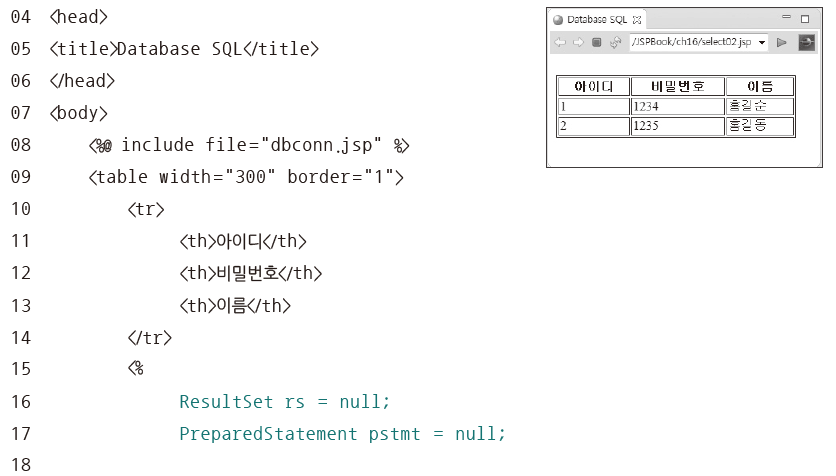 04 <head>
05 <title>Database SQL</title>
06 </head>
07 <body>
08 <%@ include file="dbconn.jsp" %>
09 <table width="300" border="1">
10 <tr>
11 <th>아이디</th>
12 <th>비밀번호</th>
13 <th>이름</th>
14 </tr>
15 <%
16 ResultSet rs = null;
17 PreparedStatement pstmt = null;
18
Database SQL
/JSPBook/ch16/select02.jsp
아이디 비밀번호 이름
1 1234 홍길순
2 1235 홍길동